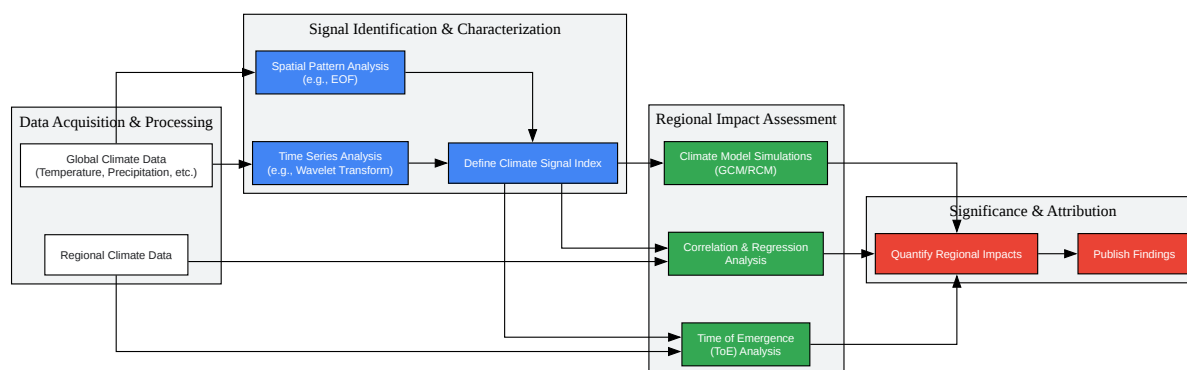 Signal Identification & Characterization
Spatial Pattern Analysis
(e.g., EOF)
Data Acquisition & Processing
Global Climate Data
(Temperature, Precipitation, etc.)
Time Series Analysis
(e.g., Wavelet Transform)
Define Climate Signal Index
Regional Climate Data
Regional Impact Assessment
Climate Model Simulations
(GCM/RCM)
Correlation & Regression
Analysis
Time of Emergence
(ToE) Analysis
Significance & Attribution
Quantify Regional Impacts
Publish Findings